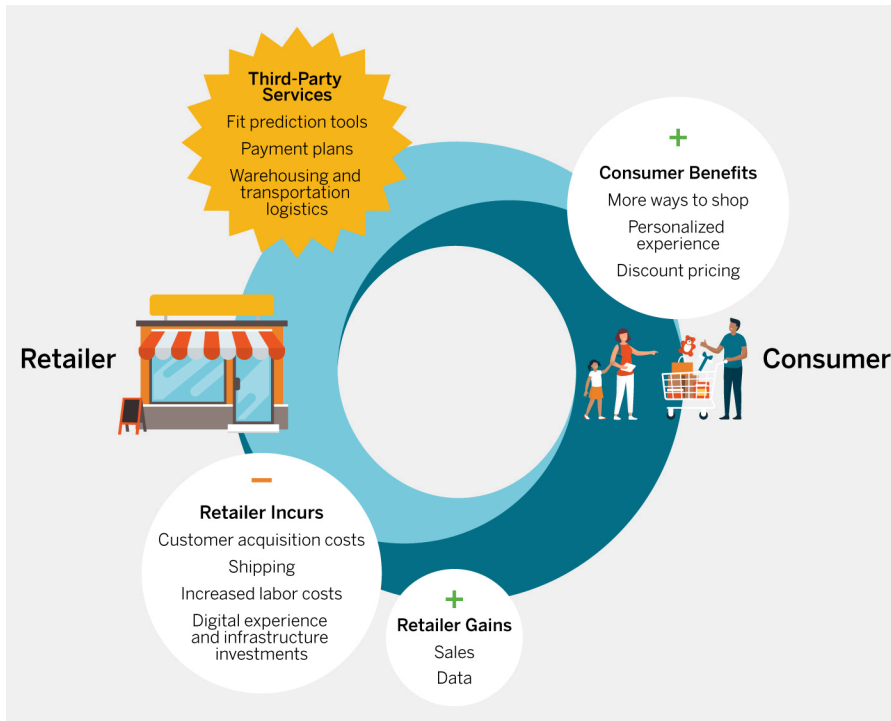 Third-Party
Services
Fit prediction tools
Payment plans
Warehousing and
transportation
logistics
+
Consumer Benefits
More ways to shop
Personalized
experience
Discount pricing
Retailer
Consumer
–
Retailer Incurs
Customer acquisition costs
Shipping
Increased labor costs
Digital experience
and infrastructure
investments
+
Retailer Gains
Sales
Data